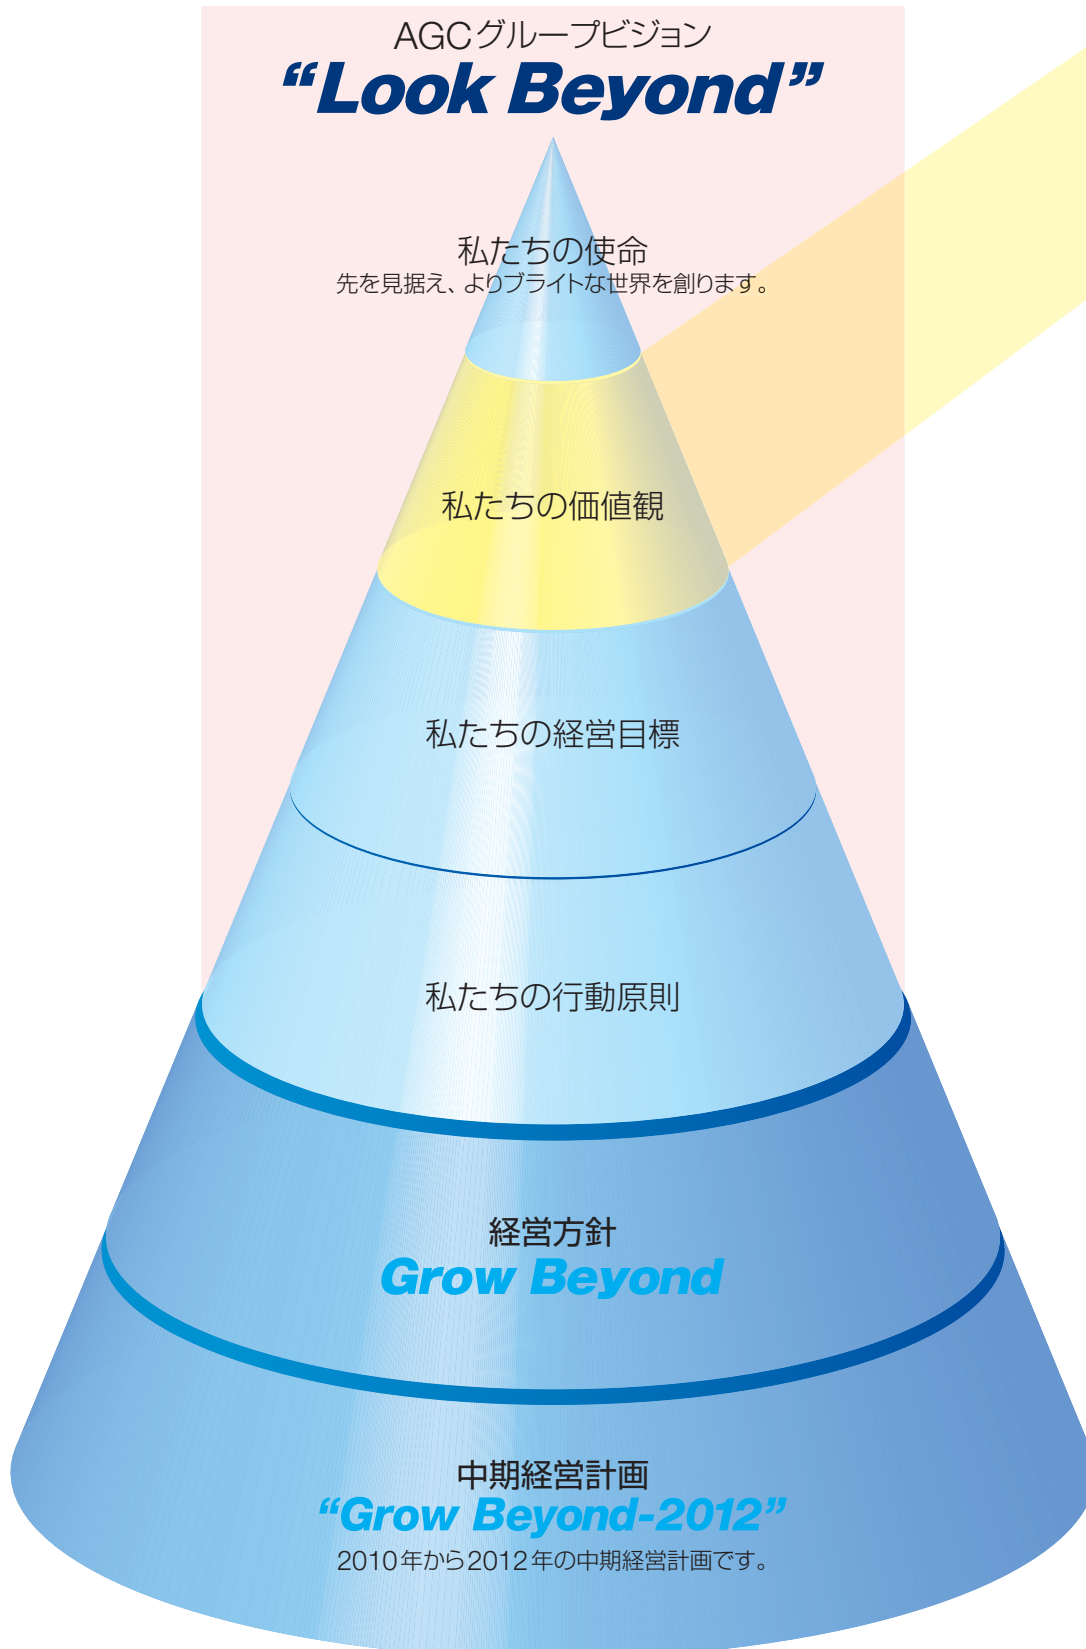 AGCグループビジョン
“Look Beyond”
私たちの使命
先を見据え、よりブライトな世界を創ります。
私たちの価値観
私たちの経営目標
私たちの行動原則
経営方針
Grow Beyond
中期経営計画
“Grow Beyond-2012”
2010年から2012年の中期経営計画です。